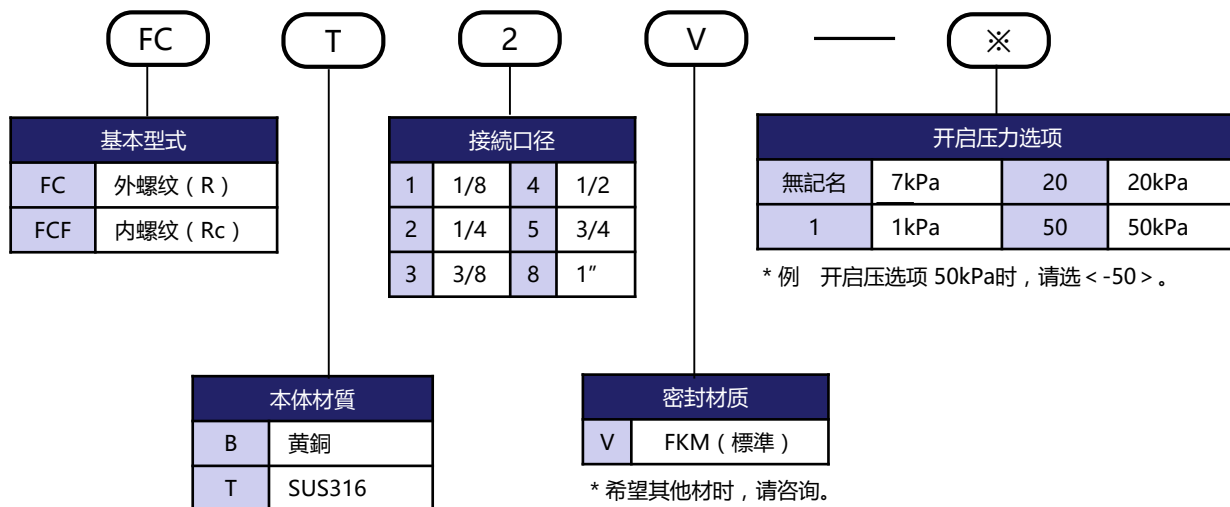 FC T 2 V — ※
基本型式
FC 外螺纹（R）
FCF 内螺纹（Rc）
接続口径
1 1/8 4 1/2
2 1/4 5 3/4
3 3/8 8 1”
开启压力选项
無記名 7kPa 20 20kPa
1 1kPa 50 50kPa
* 例 开启压选项 50kPa时，请选＜-50＞。
本体材質
B 黄銅
T SUS316
密封材质
V FKM（標準）
* 希望其他材时，请咨询。